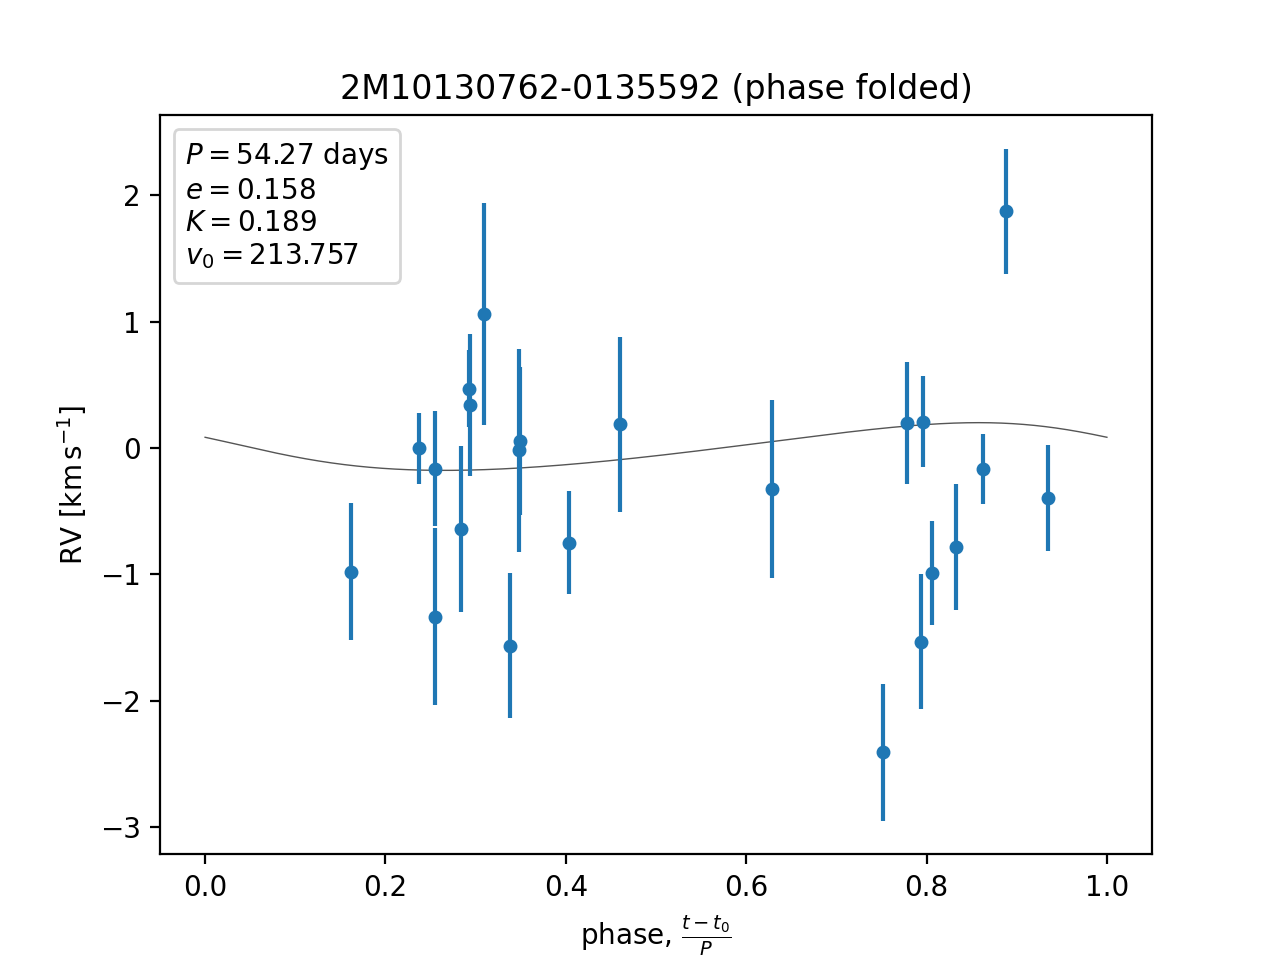 2M10130762-0135592 (phase folded)
P = 54.27 days
e = 0.158
K = 0.189
v₀ = 213.757
2
1
0
−1
−2
−3
RV [km s⁻¹]
0.0 0.2 0.4 0.6 0.8 1.0
phase, (t − t₀)/P